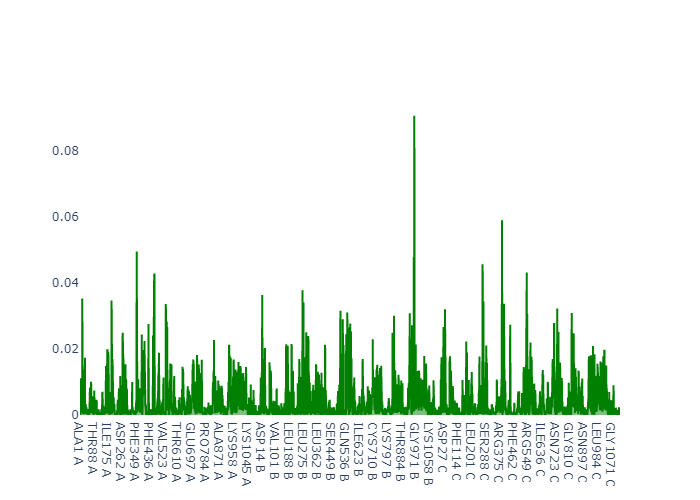 0.08
0.06
0.04
0.02
0
ALA1 A
THR88 A
ILE175 A
ASP262 A
PHE349 A
PHE436 A
VAL523 A
THR610 A
GLU697 A
PRO784 A
ALA871 A
LYS958 A
LYS1045 A
ASP14 B
VAL101 B
LEU188 B
LEU275 B
LEU362 B
SER449 B
GLN536 B
ILE623 B
CYS710 B
LYS797 B
THR884 B
GLY971 B
LYS1058 B
ASP27 C
PHE114 C
LEU201 C
SER288 C
ARG375 C
PHE462 C
ARG549 C
ILE636 C
ASN723 C
GLY810 C
ASN897 C
LEU984 C
GLY1071 C